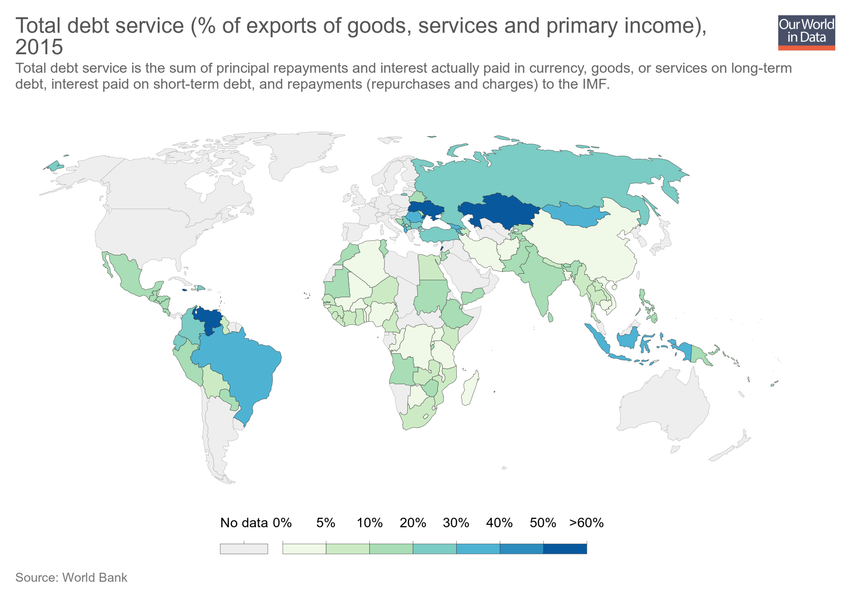 Total debt service (% of exports of goods, services and primary income),
2015
Our World
in Data
Total debt service is the sum of principal repayments and interest actually paid in currency, goods, or services on long-term
debt, interest paid on short-term debt, and repayments (repurchases and charges) to the IMF.
No data 0% 5% 10% 20% 30% 40% 50% >60%
Source: World Bank